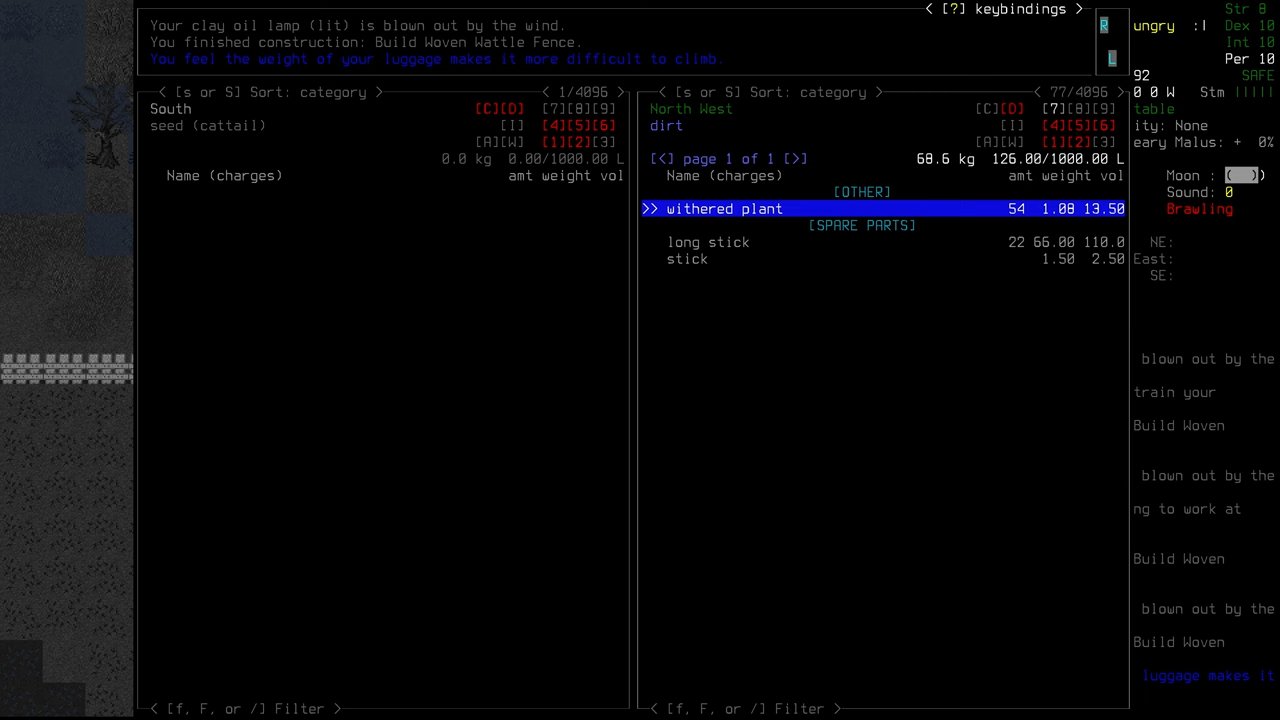 < [?] keybindings >
Your clay oil lamp (lit) is blown out by the wind.
You finished construction: Build Woven Wattle Fence.
You feel the weight of your luggage makes it more difficult to climb.
R
L
Str 8
ungry :| Dex 10
Int 10
Per 10
92 SAFE
0 0 W Stm |||||
table
ity: None
eary Malus: + 0%
Moon : (   ))
Sound: 0
Brawling
NE:
East:
SE:
blown out by the
train your
Build Woven
blown out by the
ng to work at
Build Woven
blown out by the
Build Woven
luggage makes it
< [s or S] Sort: category > < 1/4096 >
South [C][D] [7][8][9]
seed (cattail) [I] [4][5][6]
[A][W] [1][2][3]
0.0 kg 0.00/1000.00 L
Name (charges) amt weight vol
< [f, F, or /] Filter >
< [s or S] Sort: category > < 77/4096 >
North West [C][D] [7][8][9]
dirt [I] [4][5][6]
[A][W] [1][2][3]
[<] page 1 of 1 [>] 68.6 kg 126.00/1000.00 L
Name (charges) amt weight vol
[OTHER]
>> withered plant 54 1.08 13.50
[SPARE PARTS]
long stick 22 66.00 110.0
stick 1.50 2.50
< [f, F, or /] Filter >